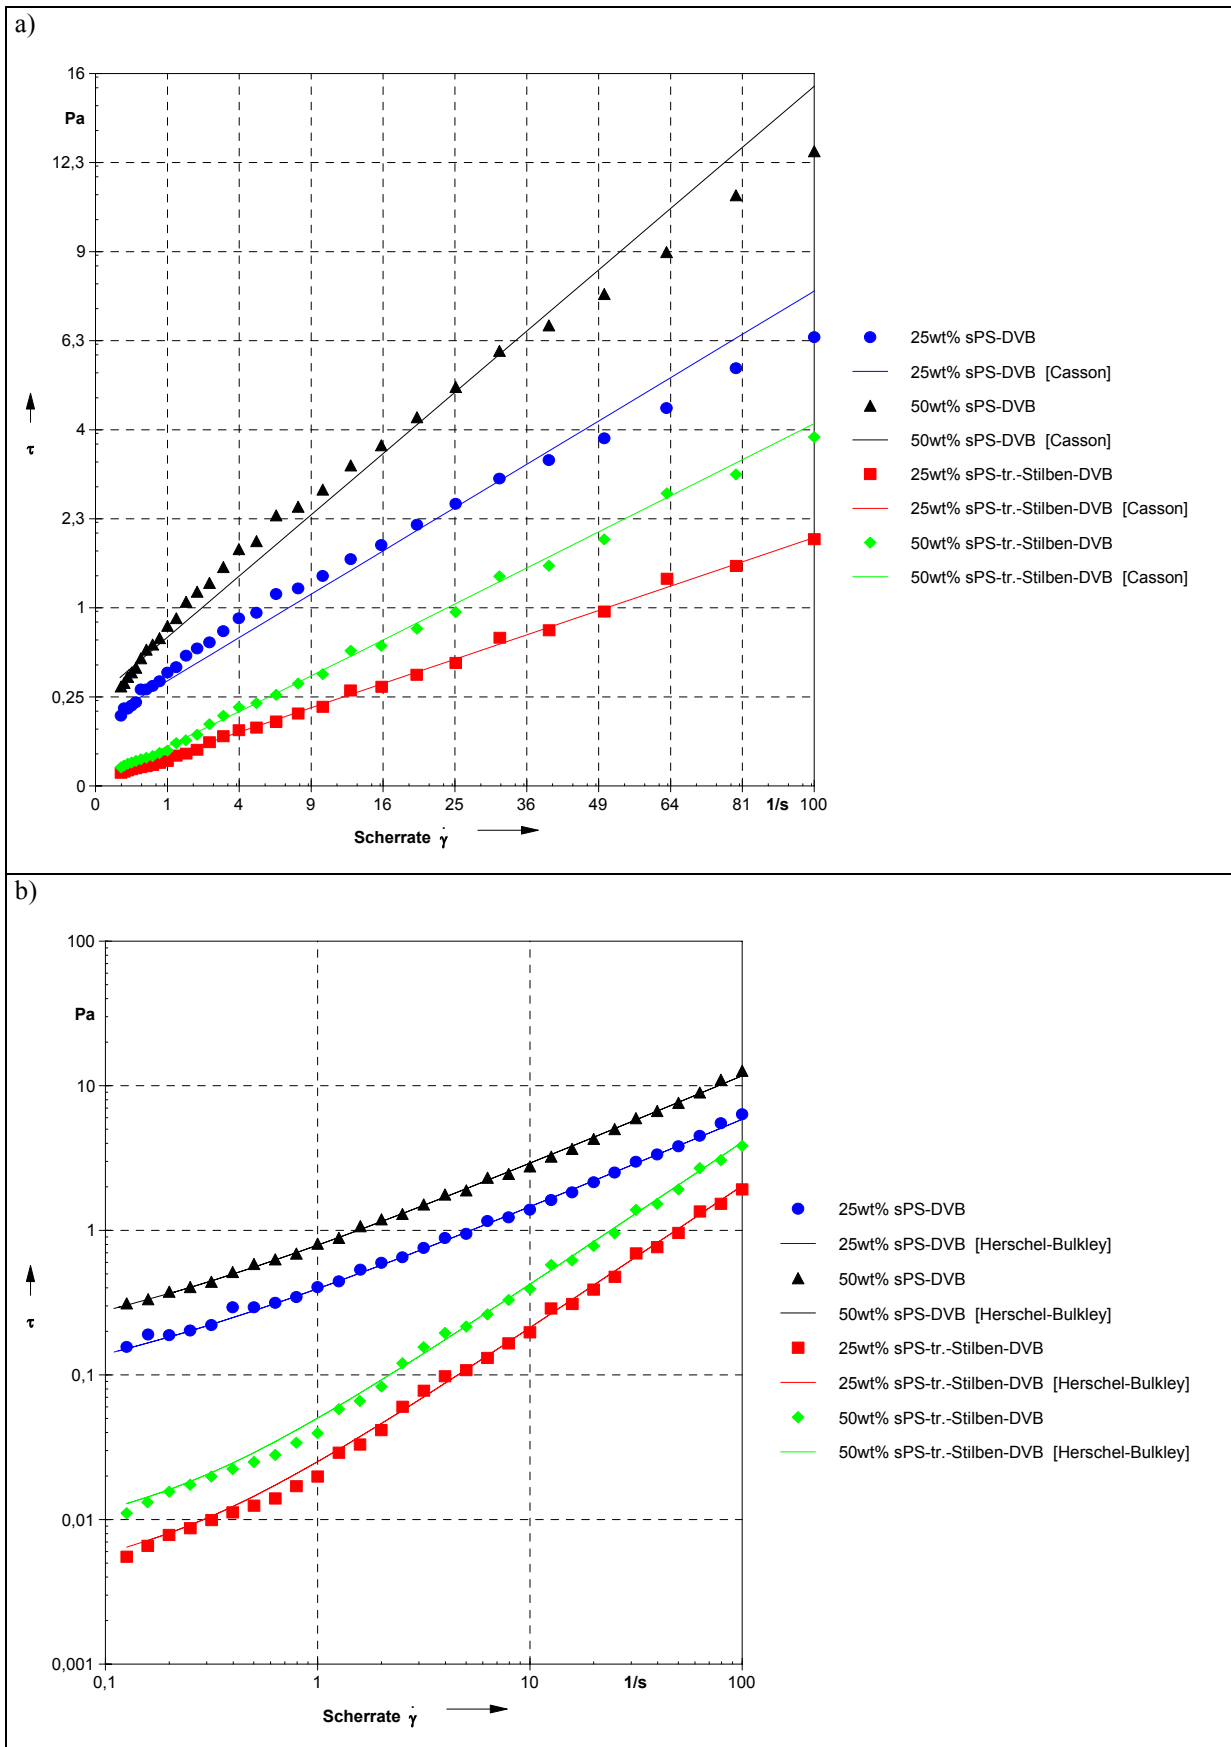 a)
16
Pa
12,3
9
6,3
4
τ
2,3
1
0,25
0
0 1 4 9 16 25 36 49 64 81 1/s 100
Scherrate γ̇
25wt% sPS-DVB
25wt% sPS-DVB [Casson]
50wt% sPS-DVB
50wt% sPS-DVB [Casson]
25wt% sPS-tr.-Stilben-DVB
25wt% sPS-tr.-Stilben-DVB [Casson]
50wt% sPS-tr.-Stilben-DVB
50wt% sPS-tr.-Stilben-DVB [Casson]
b)
100
Pa
10
1
τ
0,1
0,01
0,001
0,1 1 10 1/s 100
Scherrate γ̇
25wt% sPS-DVB
25wt% sPS-DVB [Herschel-Bulkley]
50wt% sPS-DVB
50wt% sPS-DVB [Herschel-Bulkley]
25wt% sPS-tr.-Stilben-DVB
25wt% sPS-tr.-Stilben-DVB [Herschel-Bulkley]
50wt% sPS-tr.-Stilben-DVB
50wt% sPS-tr.-Stilben-DVB [Herschel-Bulkley]